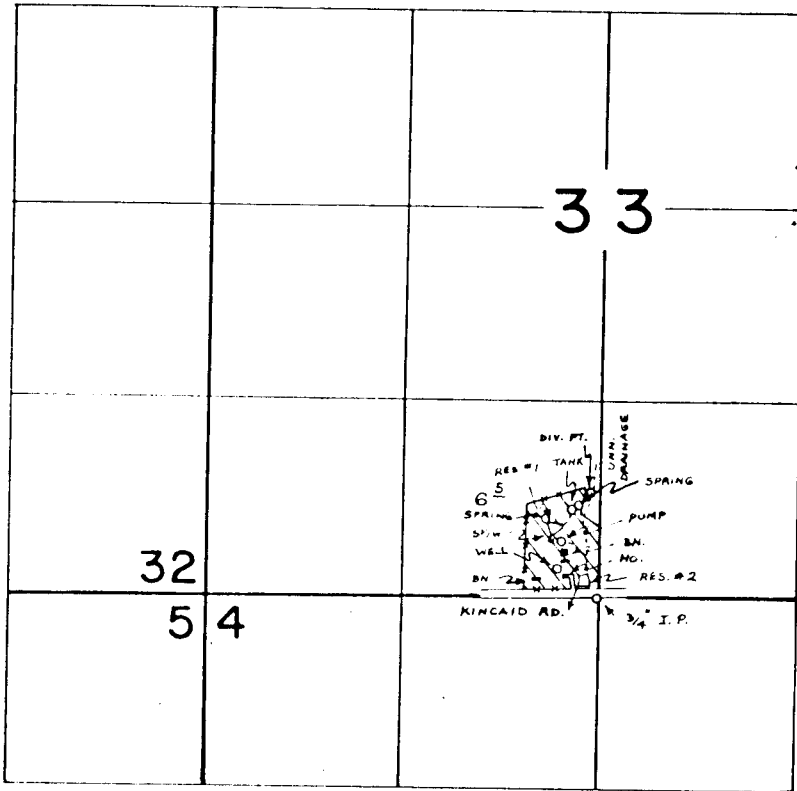 33
DIV. PT.
UNN. DRAINAGE
RES #1
TANK
SPRING
5
6
SPRING
PUMP
WELL
BN.
HO.
BN
RES. #2
32
KINCAID RD.
3/4" I. P.
5 4